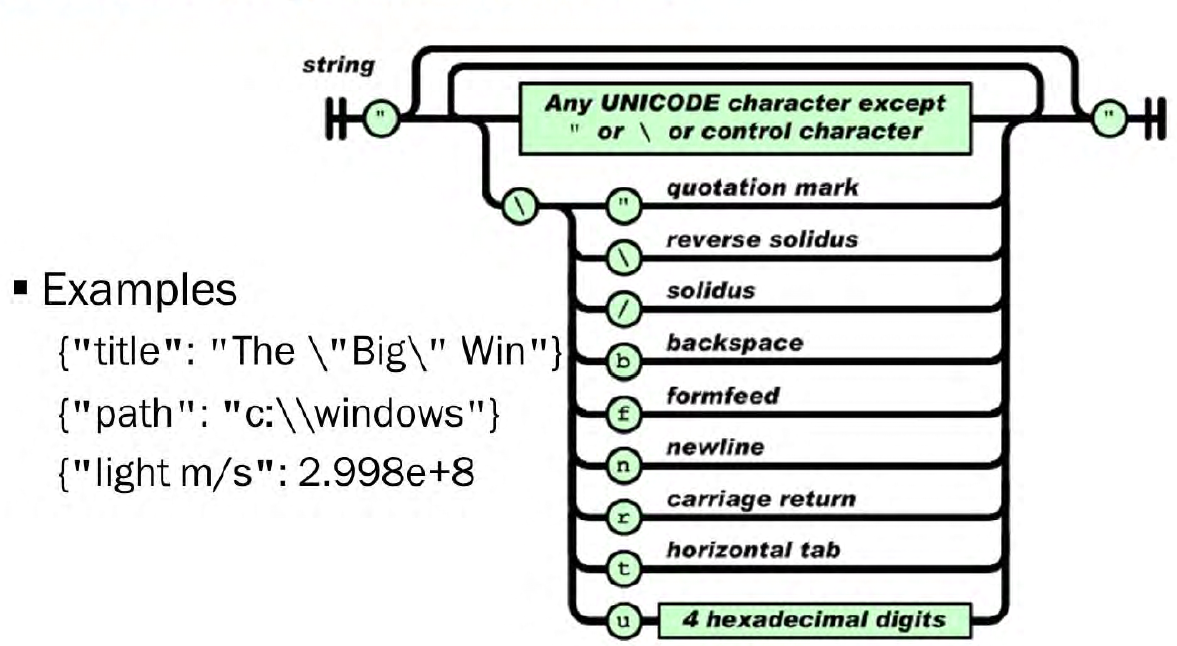 string
"
Any UNICODE character except
" or \ or control character
"
\
" quotation mark
\ reverse solidus
/ solidus
b backspace
f formfeed
n newline
r carriage return
t horizontal tab
u 4 hexadecimal digits
▪ Examples
{"title": "The \"Big\" Win"}
{"path": "c:\\windows"}
{"light m/s": 2.998e+8